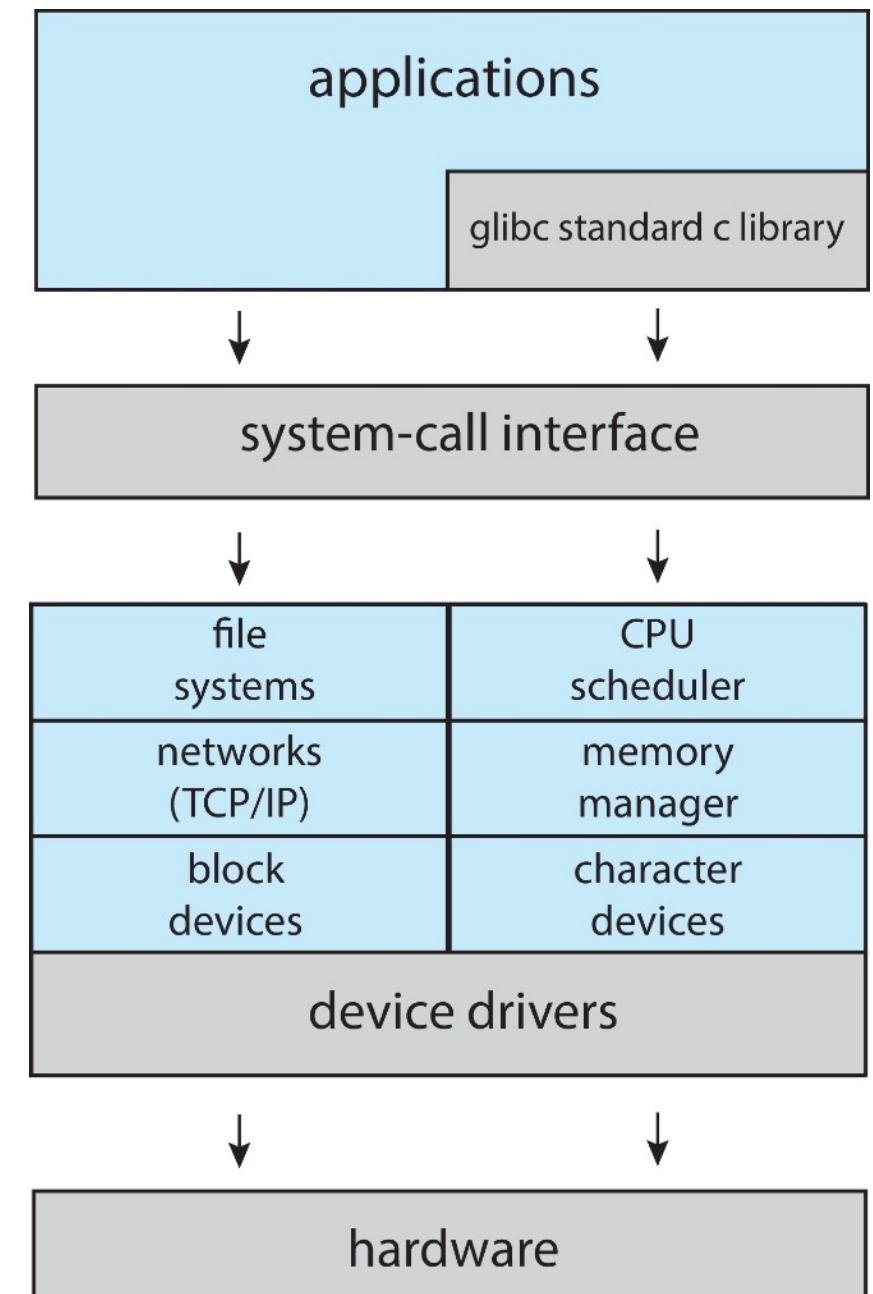 applications
glibc standard c library
system-call interface
file
systems
CPU
scheduler
networks
(TCP/IP)
memory
manager
block
devices
character
devices
device drivers
hardware